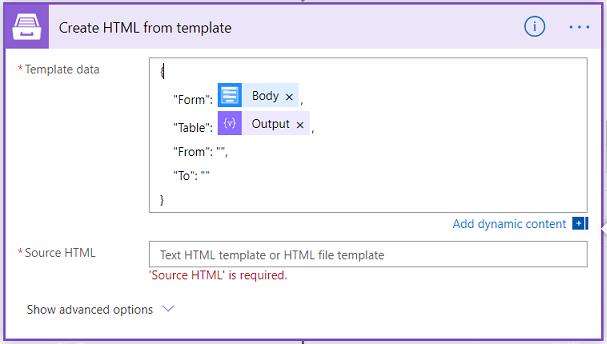 Create HTML from template
* Template data
{
"Form": Body × ,
"Table": {v} Output × ,
"From": "",
"To": ""
}
Add dynamic content
* Source HTML
Text HTML template or HTML file template
'Source HTML' is required.
Show advanced options